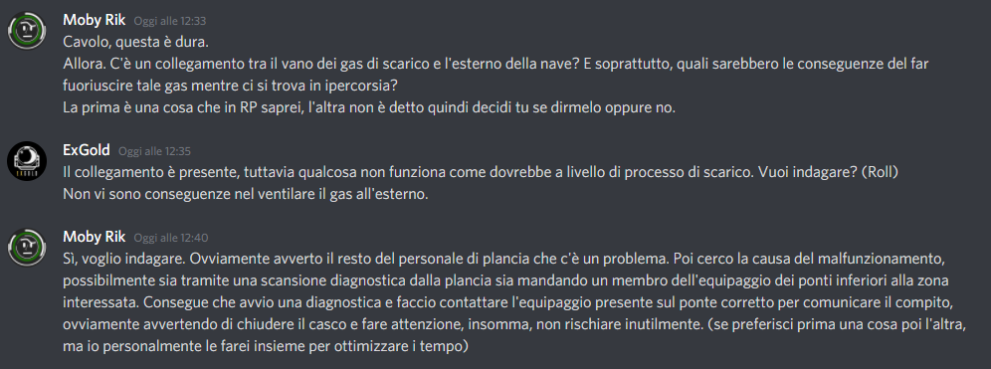 Moby Rik Oggi alle 12:33
Cavolo, questa è dura.
Allora. C'è un collegamento tra il vano dei gas di scarico e l'esterno della nave? E soprattutto, quali sarebbero le conseguenze del far
fuoriuscire tale gas mentre ci si trova in ipercorsia?
La prima è una cosa che in RP saprei, l'altra non è detto quindi decidi tu se dirmelo oppure no.
ExGold Oggi alle 12:35
Il collegamento è presente, tuttavia qualcosa non funziona come dovrebbe a livello di processo di scarico. Vuoi indagare? (Roll)
Non vi sono conseguenze nel ventilare il gas all'esterno.
EXGOLD
Moby Rik Oggi alle 12:40
Sì, voglio indagare. Ovviamente avverto il resto del personale di plancia che c'è un problema. Poi cerco la causa del malfunzionamento,
possibilmente sia tramite una scansione diagnostica dalla plancia sia mandando un membro dell'equipaggio dei ponti inferiori alla zona
interessata. Consegue che avvio una diagnostica e faccio contattare l'equipaggio presente sul ponte corretto per comunicare il compito,
ovviamente avvertendo di chiudere il casco e fare attenzione, insomma, non rischiare inutilmente. (se preferisci prima una cosa poi l'altra,
ma io personalmente le farei insieme per ottimizzare i tempo)